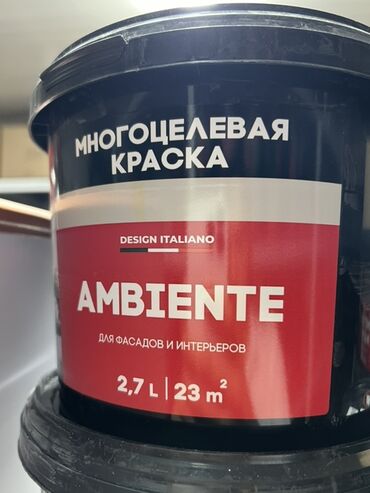 МНОГОЦЕЛЕВАЯ
КРАСКА
DESIGN ITALIANO
AMBIENTE
ДЛЯ ФАСАДОВ И ИНТЕРЬЕРОВ
2,7 L | 23 m²